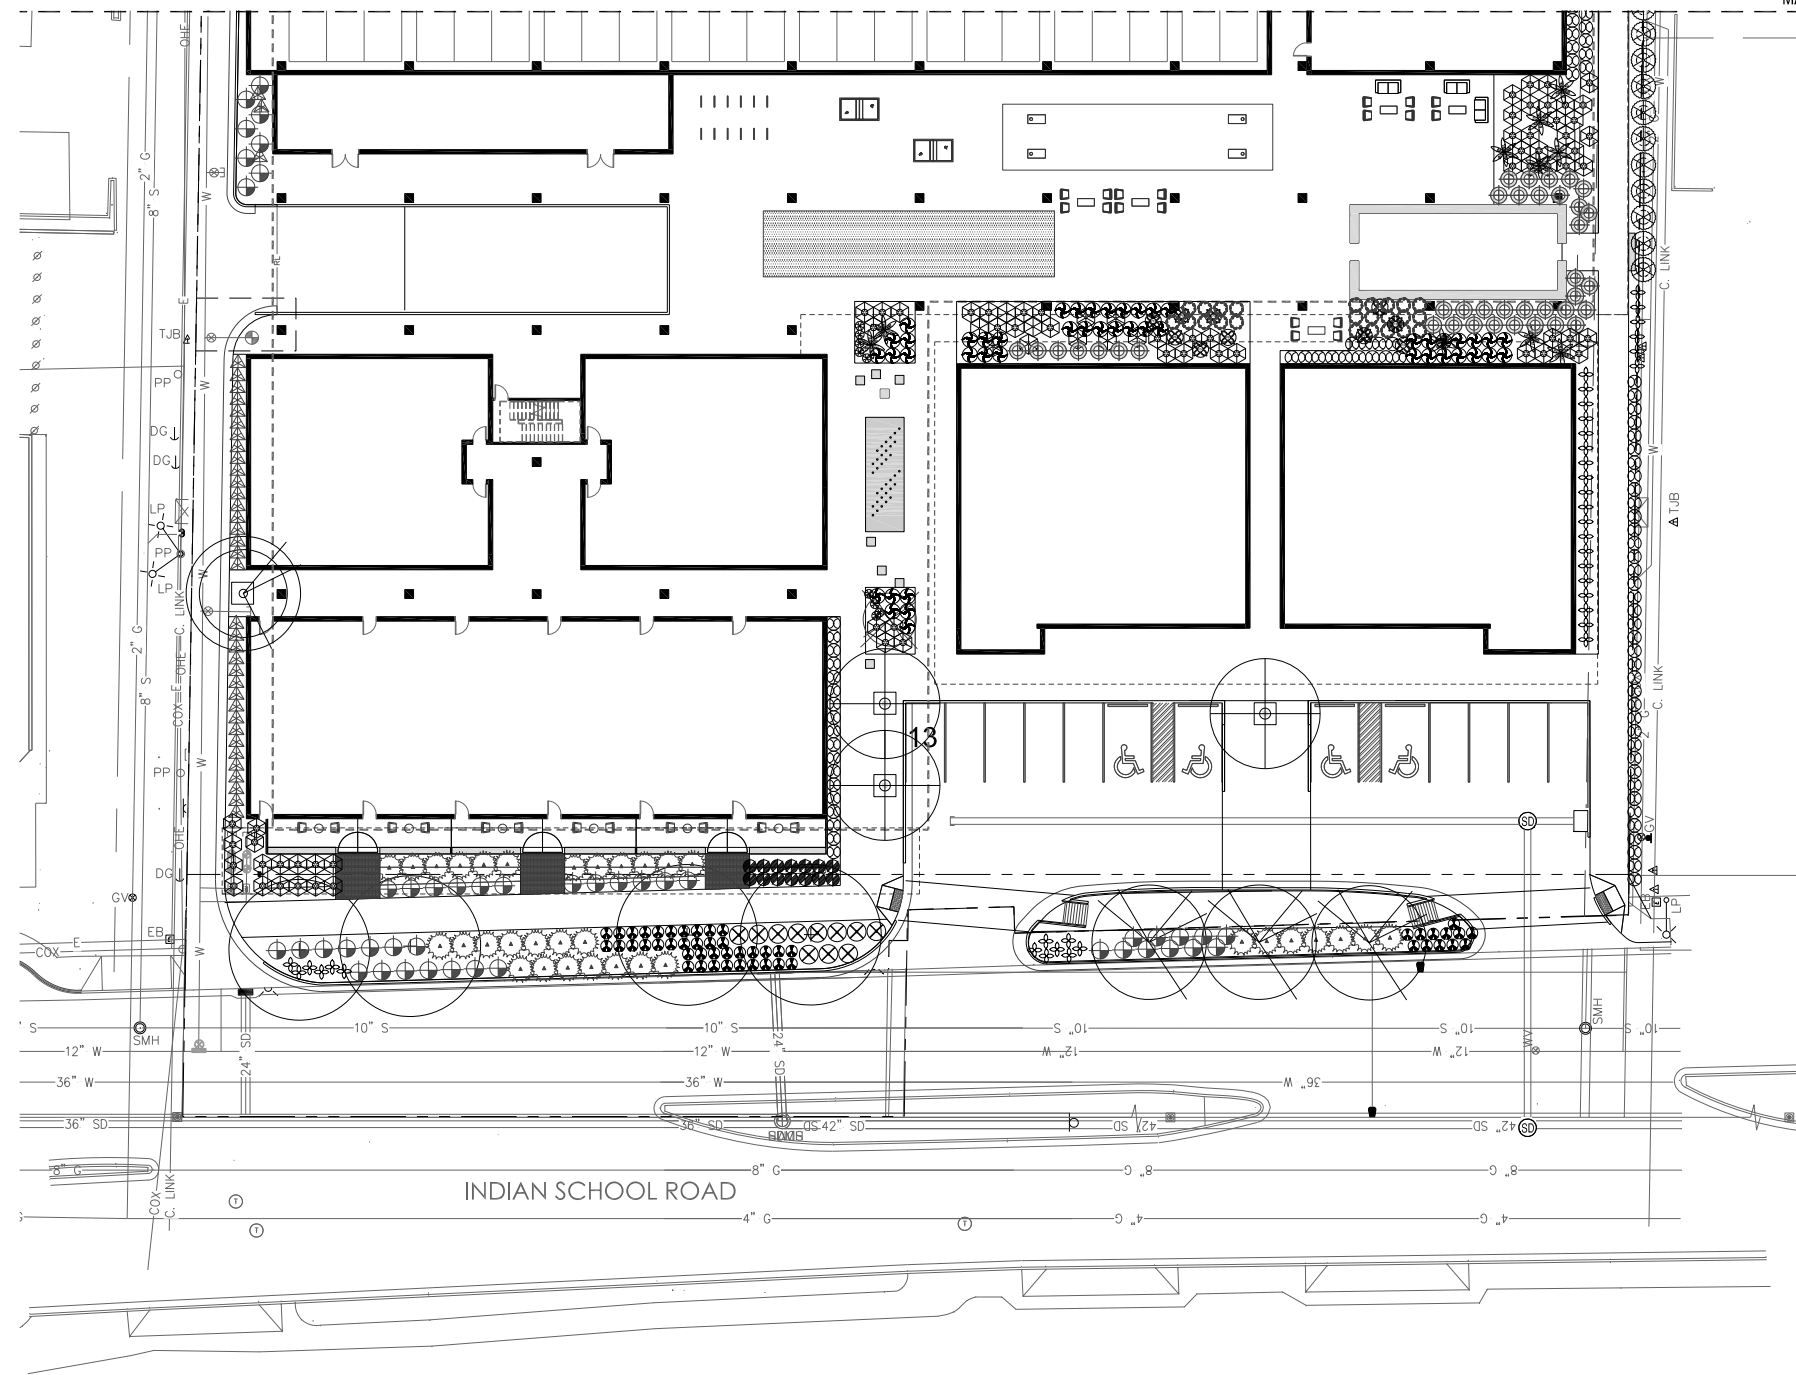 OHE
W
8" S
2" G
W
RL
C. LINK
W
E
TJB
PP
W
DG
DG
W
LP
TJB
PP
LP
W
C. LINK
OHE
2" G
8" S
E
COX
C. LINK
2" G
13
PP
W
SD
OHE
GV
DG
GV
EB
LP
EB
E
COX
W
SMH
SMH
10" S
10" S
10" S
10" S
10" S
12" W
12" W
12" W
12" W
WV
24" SD
24" SD
36" W
36" W
36" W
36" SD
36" SD
42" SD
42" SD
42" SD
SD
8" G
8" G
8" G
8" G
COX
C. LINK
INDIAN SCHOOL ROAD
T
T
T
4" G
4" G
4" G